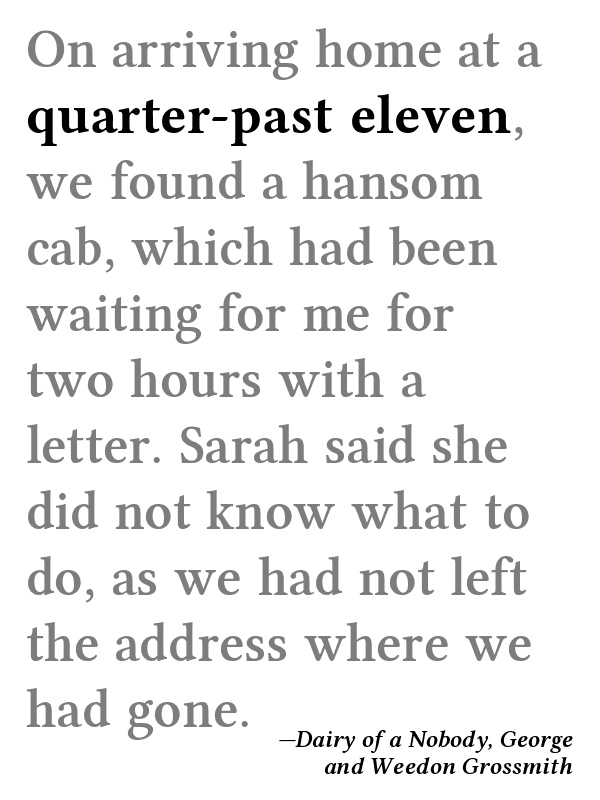 On arriving home at a
quarter-past eleven,
we found a hansom
cab, which had been
waiting for me for
two hours with a
letter. Sarah said she
did not know what to
do, as we had not left
the address where we
had gone.
—Dairy of a Nobody, George
and Weedon Grossmith